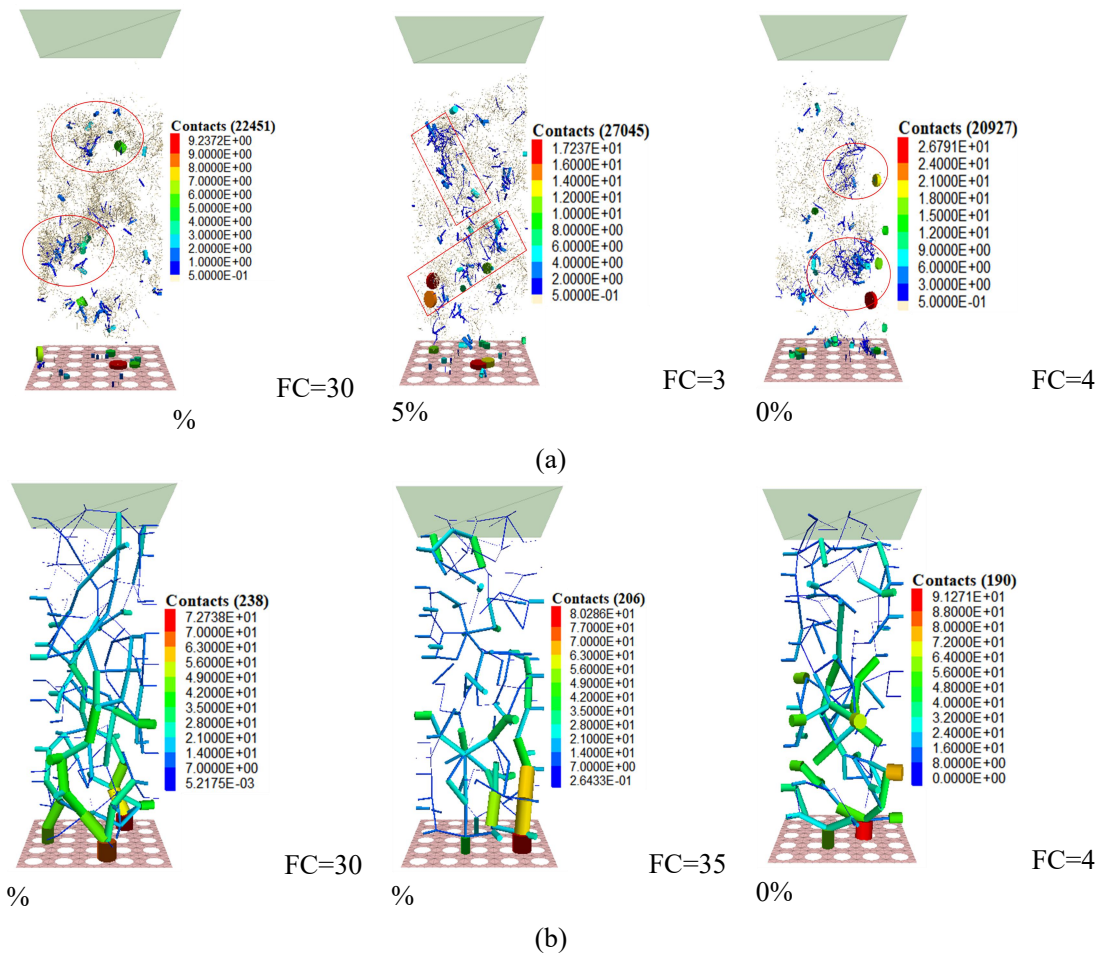 Contacts (22451)
9.2372E+00
9.0000E+00
8.0000E+00
7.0000E+00
6.0000E+00
5.0000E+00
4.0000E+00
3.0000E+00
2.0000E+00
1.0000E+00
5.0000E-01
FC=30
%
Contacts (27045)
1.7237E+01
1.6000E+01
1.4000E+01
1.2000E+01
1.0000E+01
8.0000E+00
6.0000E+00
4.0000E+00
2.0000E+00
5.0000E-01
FC=3
5%
Contacts (20927)
2.6791E+01
2.4000E+01
2.1000E+01
1.8000E+01
1.5000E+01
1.2000E+01
9.0000E+00
6.0000E+00
3.0000E+00
5.0000E-01
FC=4
0%
(a)
Contacts (238)
7.2738E+01
7.0000E+01
6.3000E+01
5.6000E+01
4.9000E+01
4.2000E+01
3.5000E+01
2.8000E+01
2.1000E+01
1.4000E+01
7.0000E+00
5.2175E-03
FC=30
%
Contacts (206)
8.0286E+01
7.7000E+01
7.0000E+01
6.3000E+01
5.6000E+01
4.9000E+01
4.2000E+01
3.5000E+01
2.8000E+01
2.1000E+01
1.4000E+01
7.0000E+00
2.6433E-01
FC=35
%
Contacts (190)
9.1271E+01
8.8000E+01
8.0000E+01
7.2000E+01
6.4000E+01
5.6000E+01
4.8000E+01
4.0000E+01
3.2000E+01
2.4000E+01
1.6000E+01
8.0000E+00
0.0000E+00
FC=4
0%
(b)